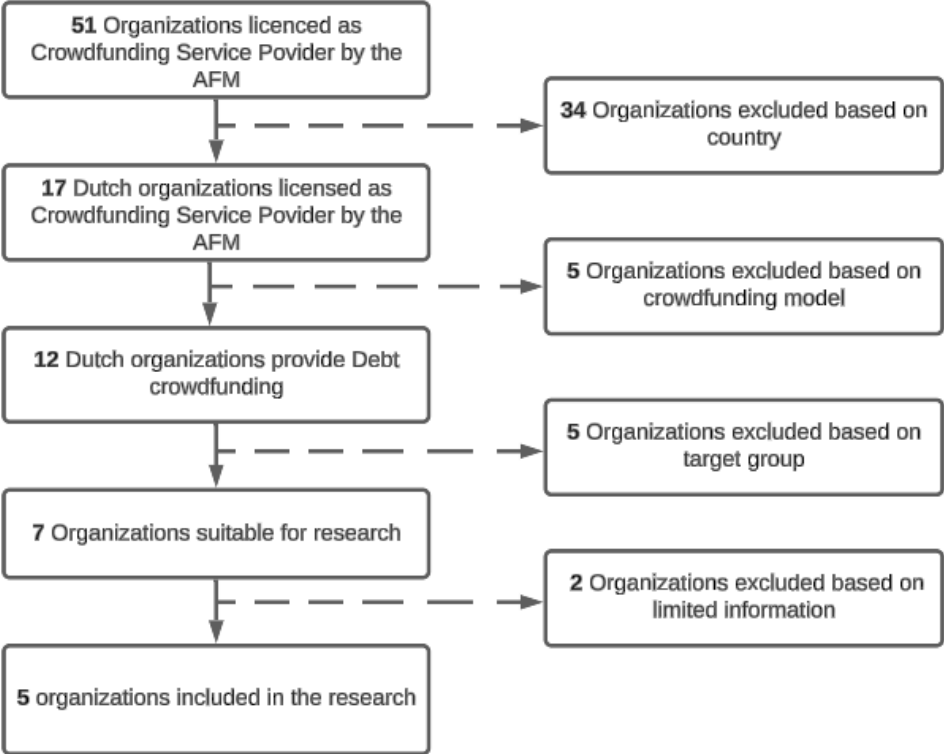 51 Organizations licenced as
Crowdfunding Service Povider by the
AFM
34 Organizations excluded based on
country
17 Dutch organizations licensed as
Crowdfunding Service Povider by the
AFM
5 Organizations excluded based on
crowdfunding model
12 Dutch organizations provide Debt
crowdfunding
5 Organizations excluded based on
target group
7 Organizations suitable for research
2 Organizations excluded based on
limited information
5 organizations included in the research